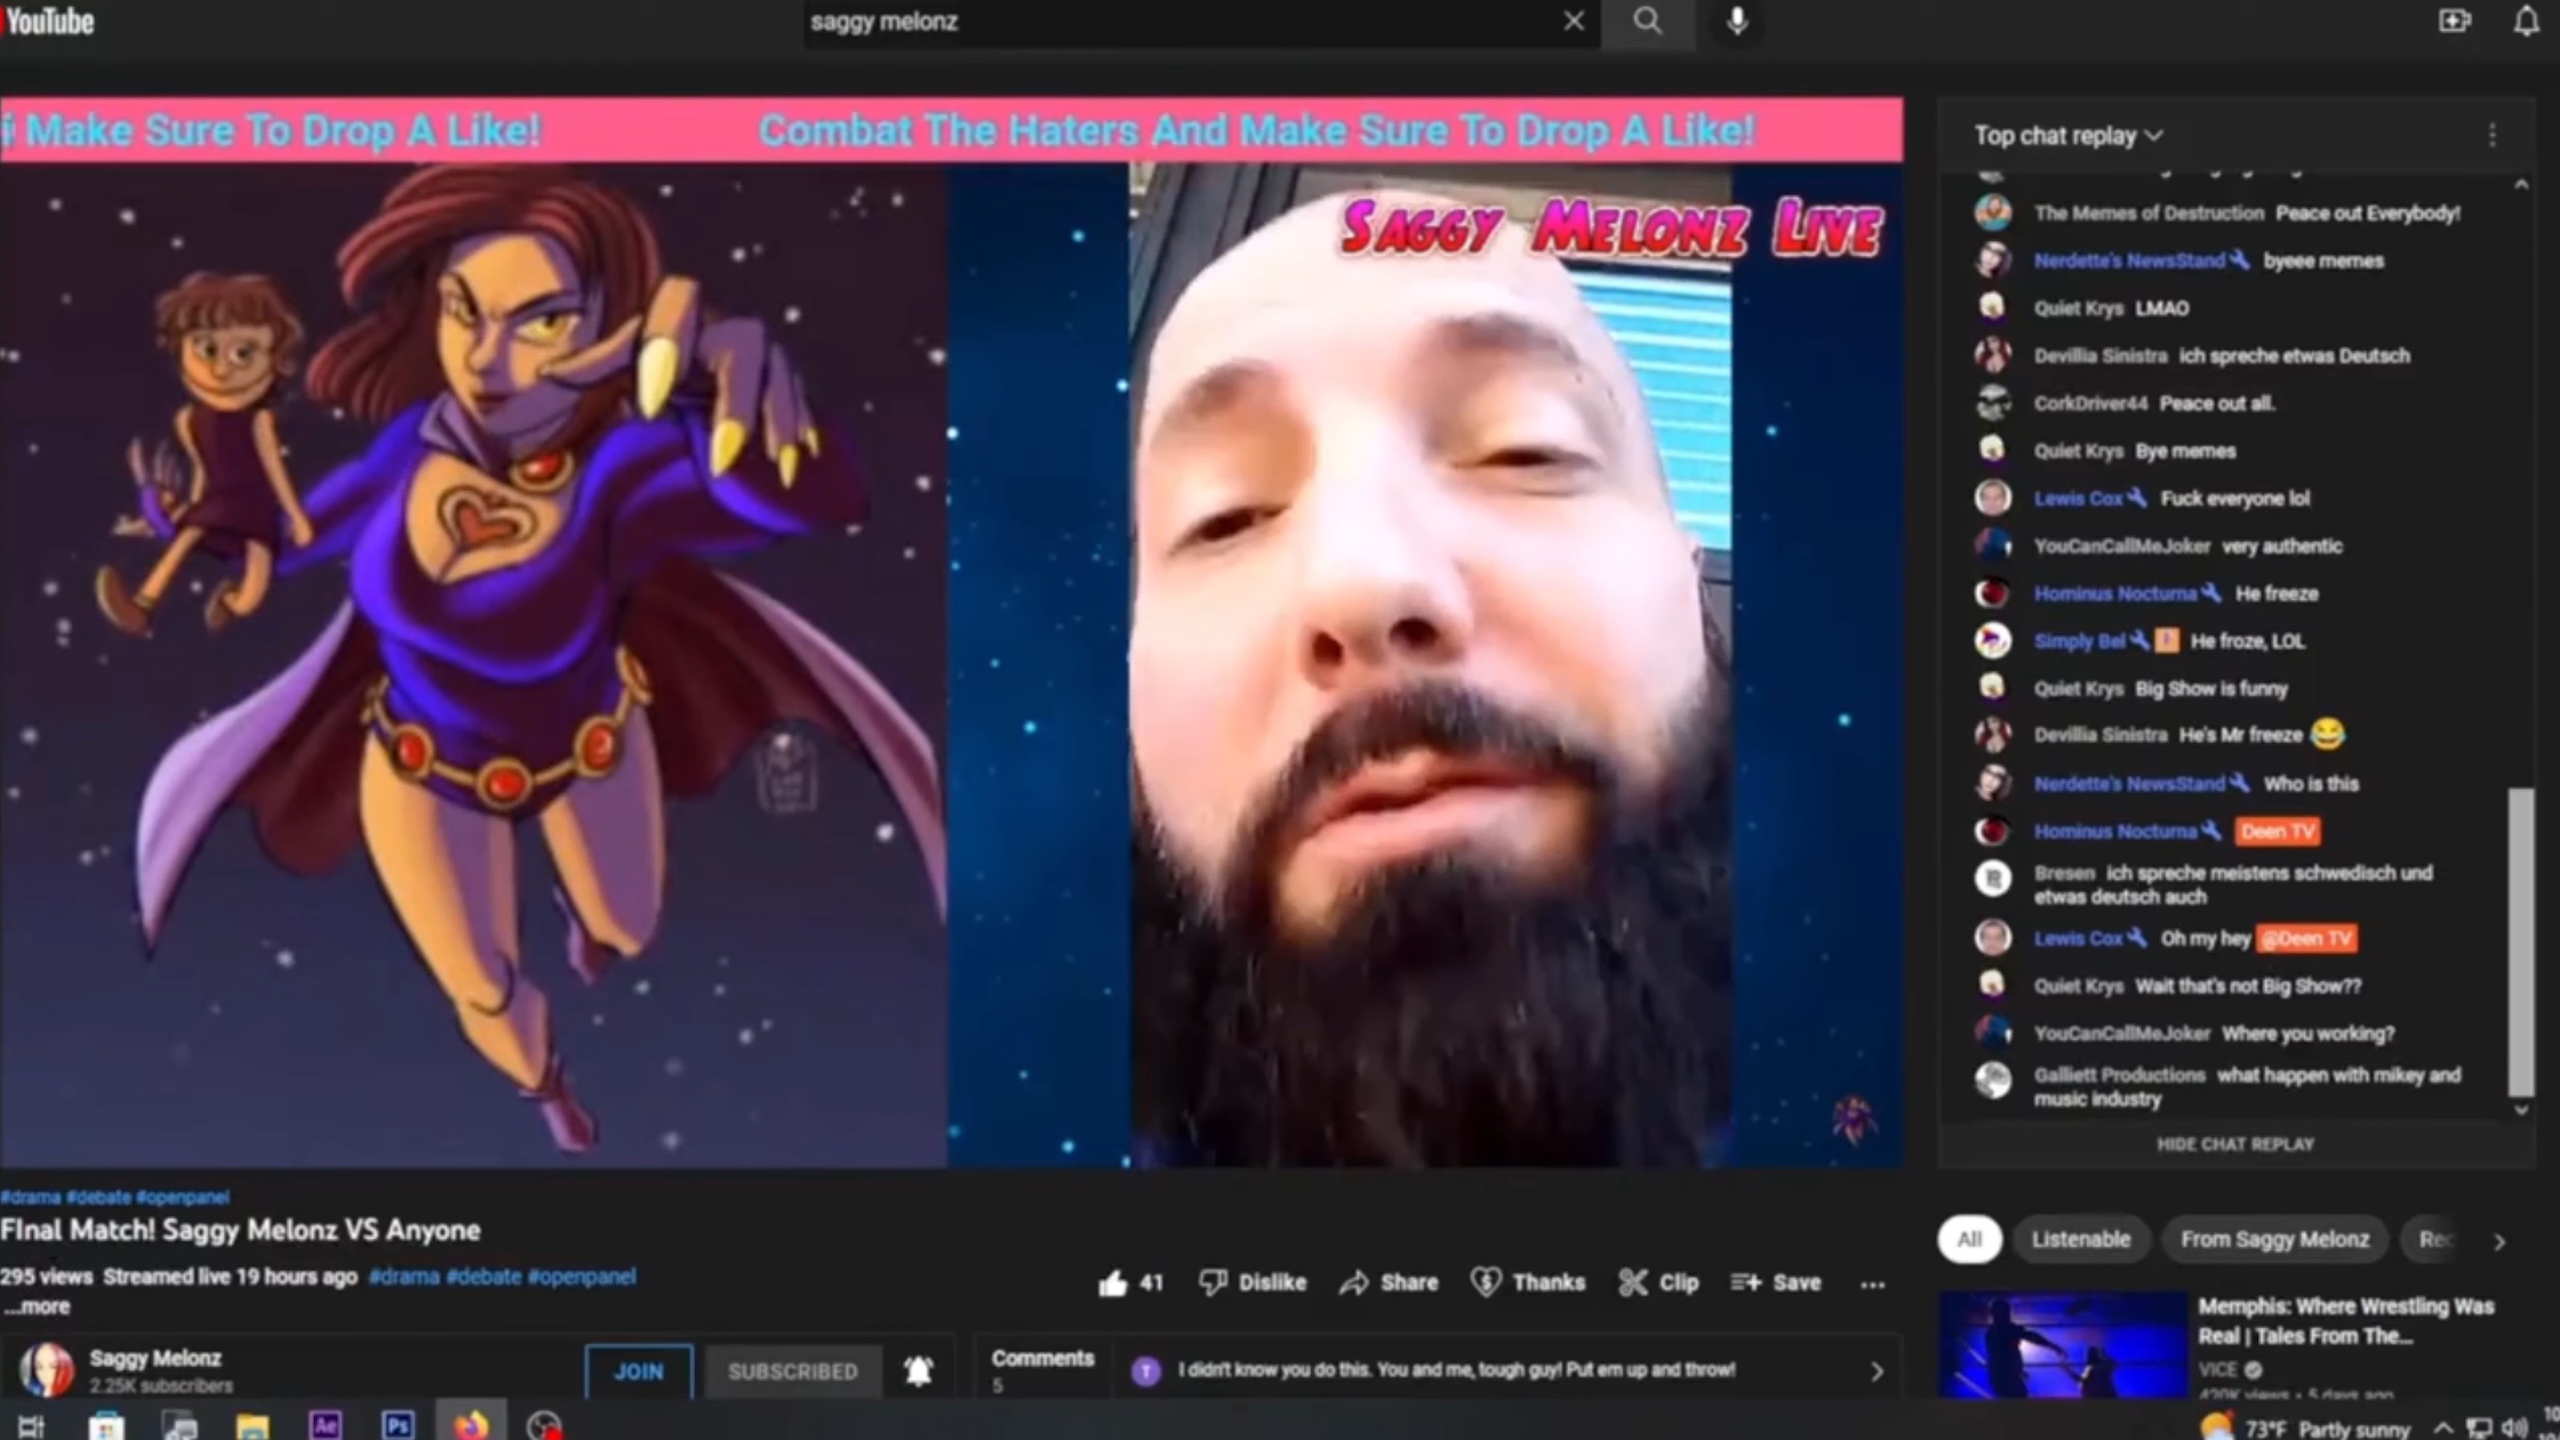 YouTube
saggy melonz
Make Sure To Drop A Like!
Combat The Haters And Make Sure To Drop A Like!
Saggy Melonz Live
Top chat replay
The Memes of Destruction Peace out Everybody!
Nerdette's NewsStand byeee memes
Quiet Krys LMAO
Devillia Sinistra ich spreche etwas Deutsch
CorkDriver44 Peace out all.
Quiet Krys Bye memes
Lewis Cox Fuck everyone lol
YouCanCallMeJoker very authentic
Hominus Nocturna He freeze
Simply Bel He froze, LOL
Quiet Krys Big Show is funny
Devillia Sinistra He's Mr freeze 😂
Nerdette's NewsStand Who is this
Hominus Nocturna Deen TV
Bresen ich spreche meistens schwedisch und
etwas deutsch auch
Lewis Cox Oh my hey @Deen TV
Quiet Krys Wait that's not Big Show??
YouCanCallMeJoker Where you working?
Galliett Productions what happen with mikey and
music industry
HIDE CHAT REPLAY
#drama #debate #openpanel
FInal Match! Saggy Melonz VS Anyone
295 views Streamed live 19 hours ago #drama #debate #openpanel
...more
41 Dislike Share Thanks Clip Save
Saggy Melonz
2.25K subscribers
JOIN
SUBSCRIBED
Comments
5
T
I didn't know you do this. You and me, tough guy! Put em up and throw!
All Listenable From Saggy Melonz Rec
Memphis: Where Wrestling Was
Real | Tales From The...
VICE
420K views • 5 days ago
Ae Ps
73°F Partly sunny
10